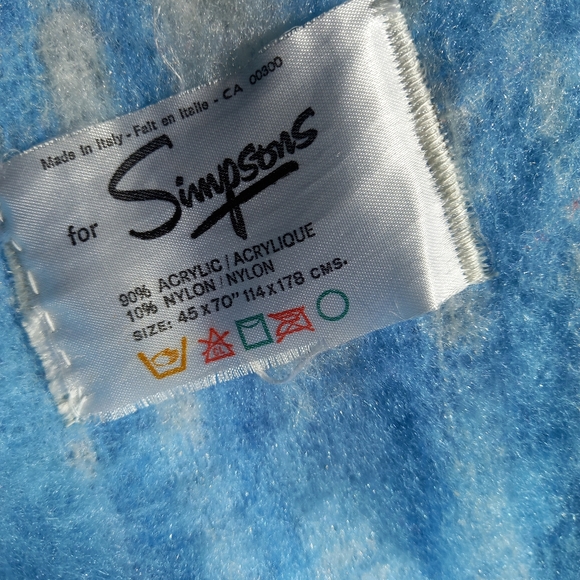 Made in Italy - Fait en Italie - CA 00300
for Simpsons
90% ACRYLIC / ACRYLIQUE
10% NYLON / NYLON
SIZE: 45 x 70" 114 x 178 CMS.
CL